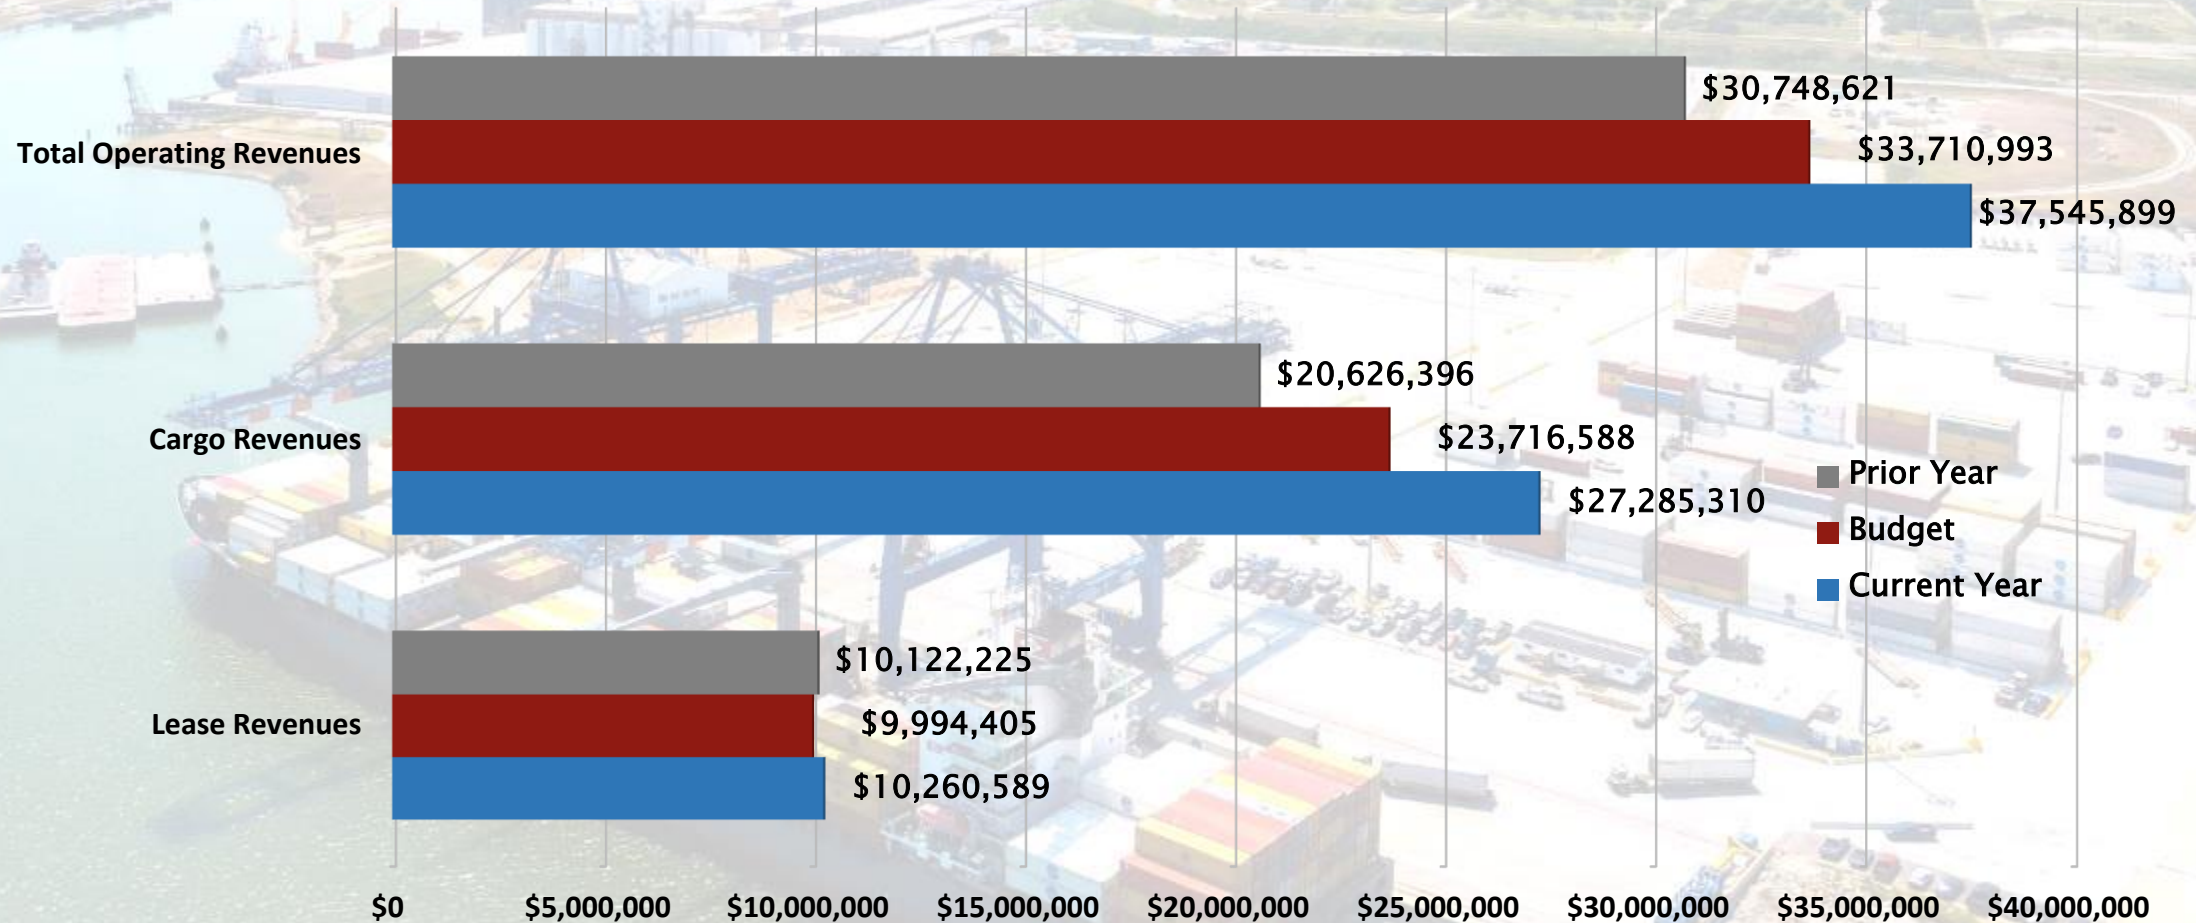 Total Operating Revenues
$30,748,621
$33,710,993
$37,545,899
Cargo Revenues
$20,626,396
$23,716,588
$27,285,310
Prior Year
Budget
Current Year
Lease Revenues
$10,122,225
$9,994,405
$10,260,589
$0 $5,000,000 $10,000,000 $15,000,000 $20,000,000 $25,000,000 $30,000,000 $35,000,000 $40,000,000